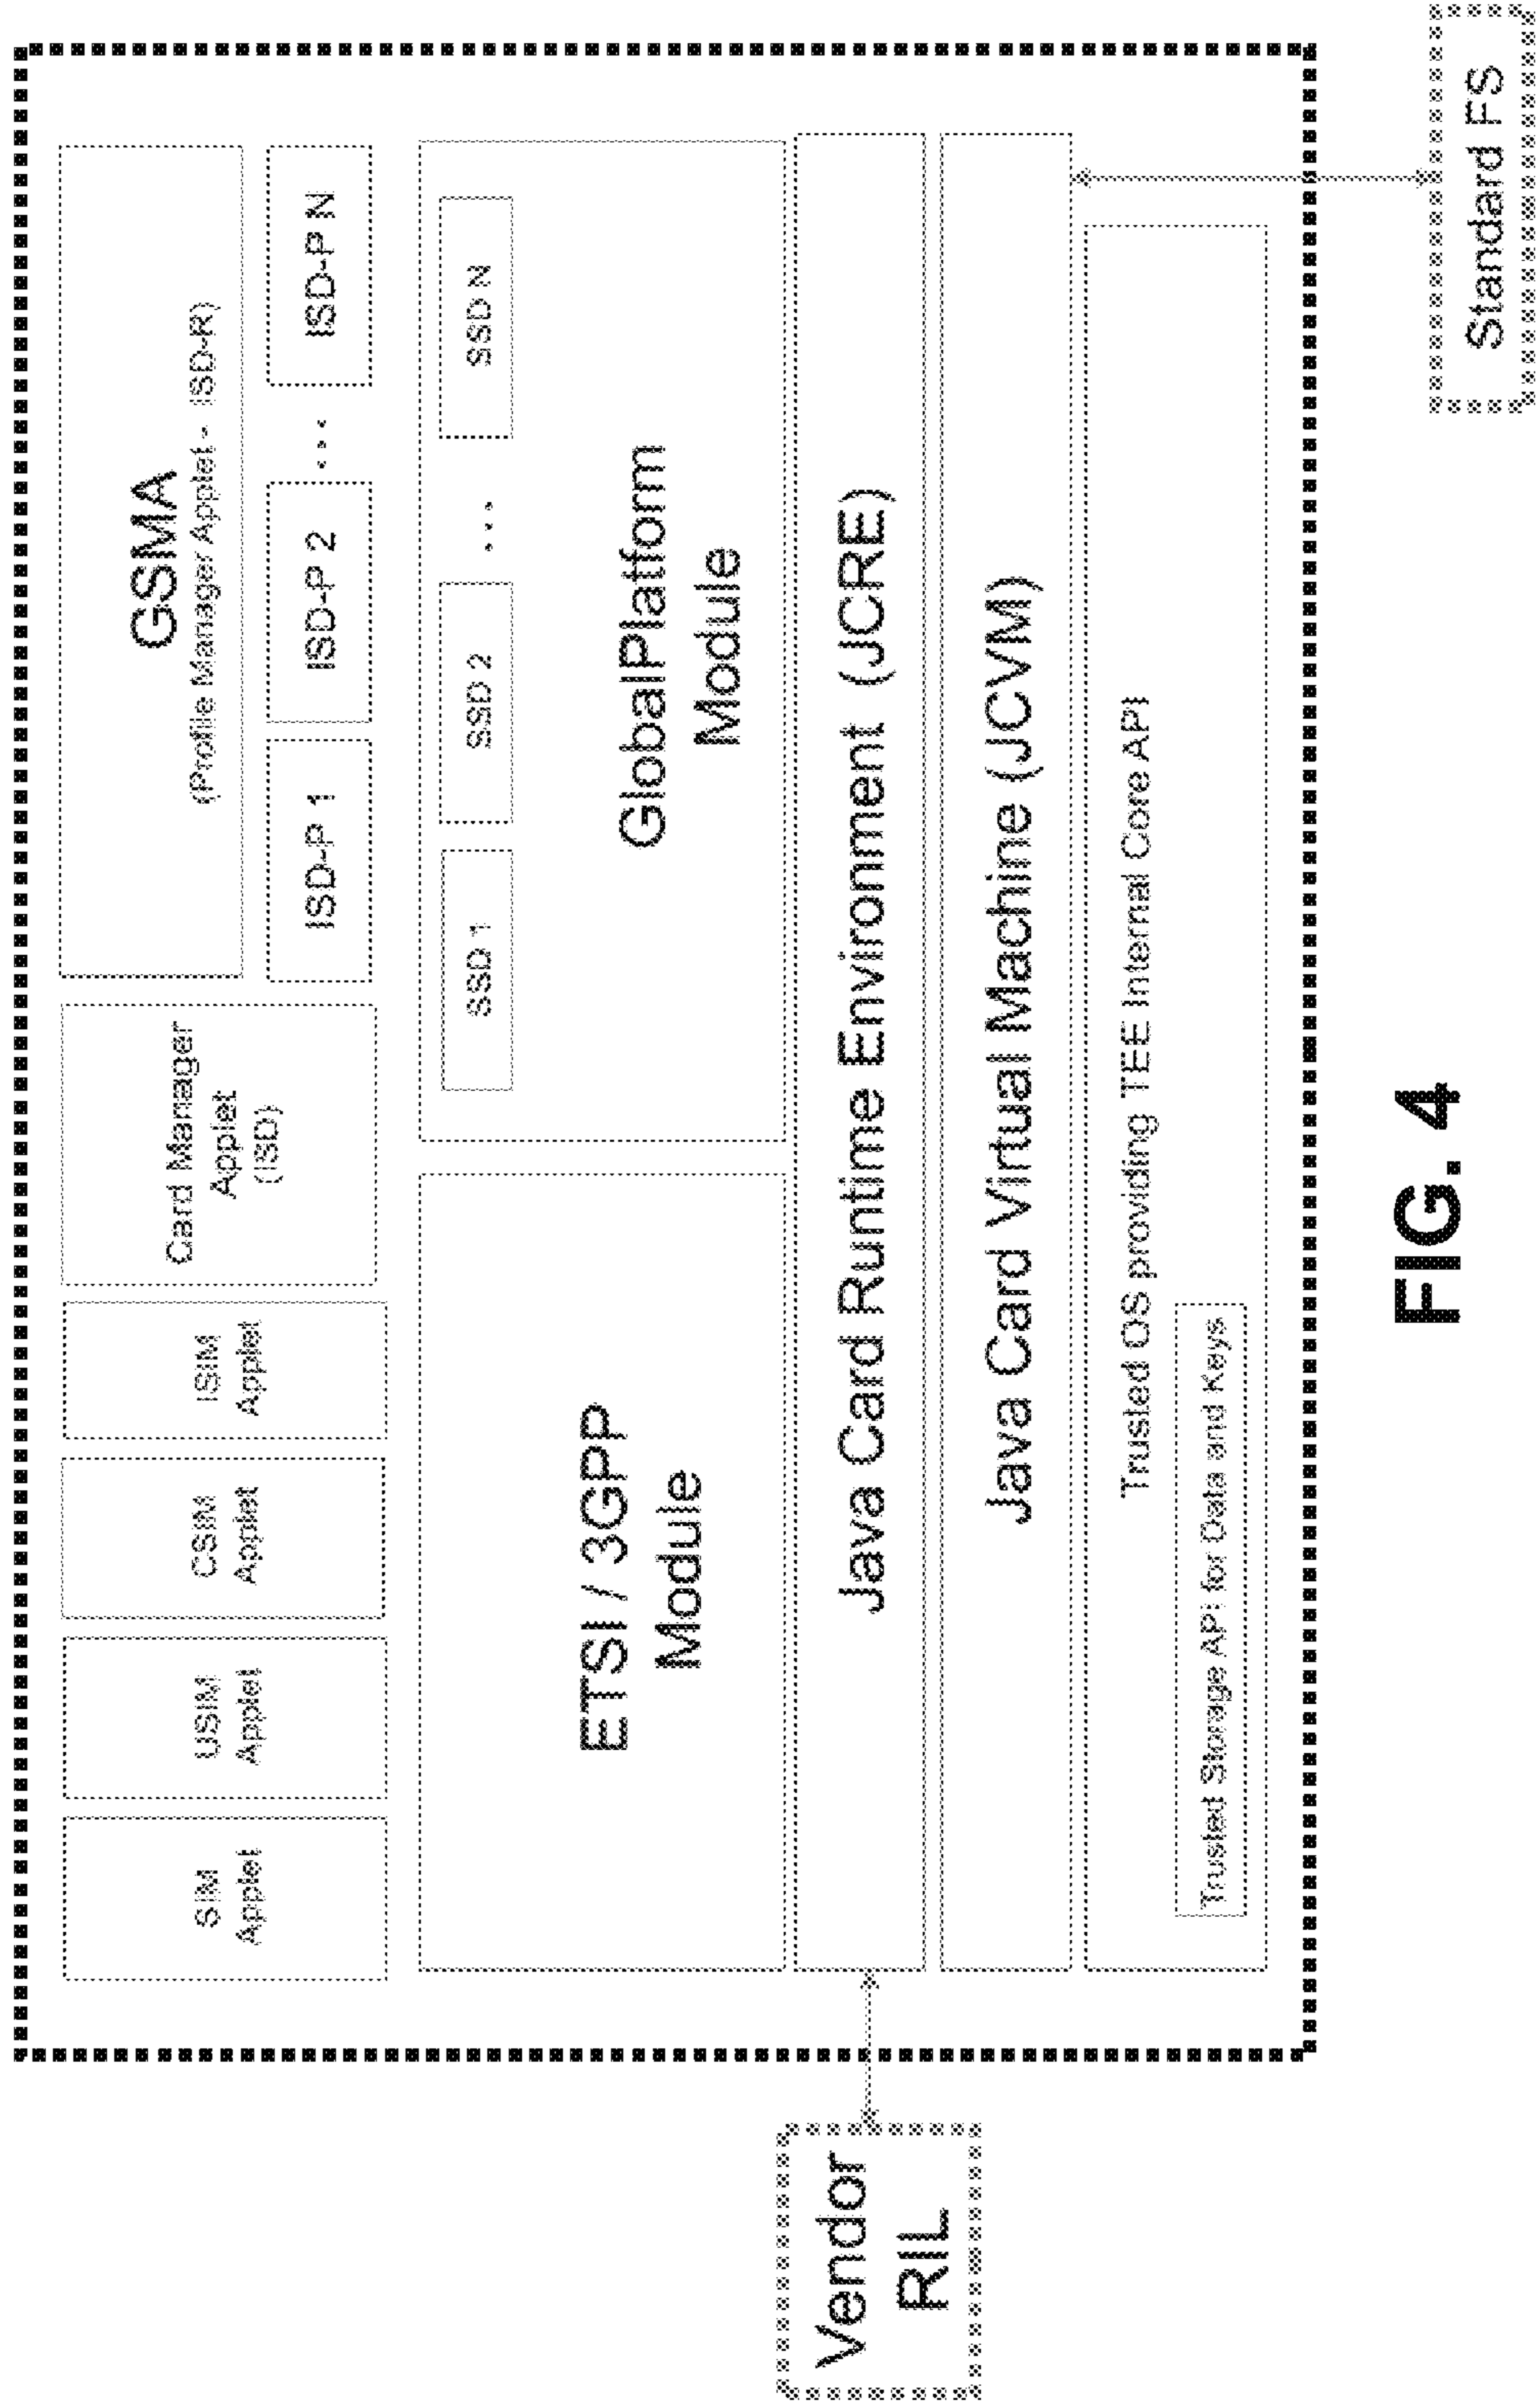 SIM
Applet
USIM
Applet
CSIM
Applet
ISIM
Applet
Card Manager
Applet
(ISD)
GSMA
(Profile Manager Applet - ISD-R)
ISD-P 1
ISD-P 2
...
ISD-P N
ETSI / 3GPP
Module
SSD 1
SSD 2
...
SSD N
GlobalPlatform
Module
Vendor
RIL
Java Card Runtime Environment (JCRE)
Java Card Virtual Machine (JCVM)
Trusted OS providing TEE Internal Core API
Trusted Storage API for Data and Keys
Standard FS
FIG. 4